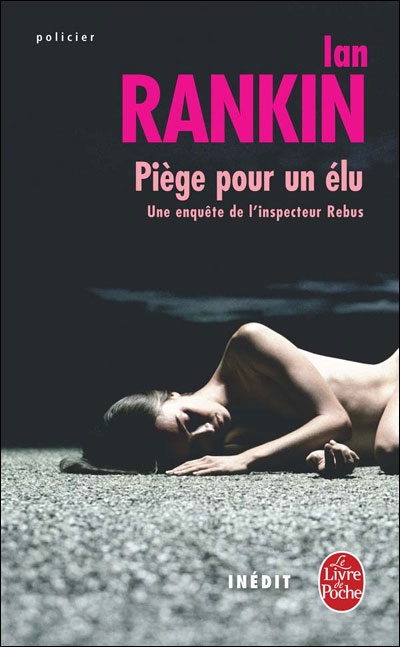 policier
Ian
RANKIN
Piège pour un élu
Une enquête de l'inspecteur Rebus
INÉDIT
Le
Livre
de
Poche